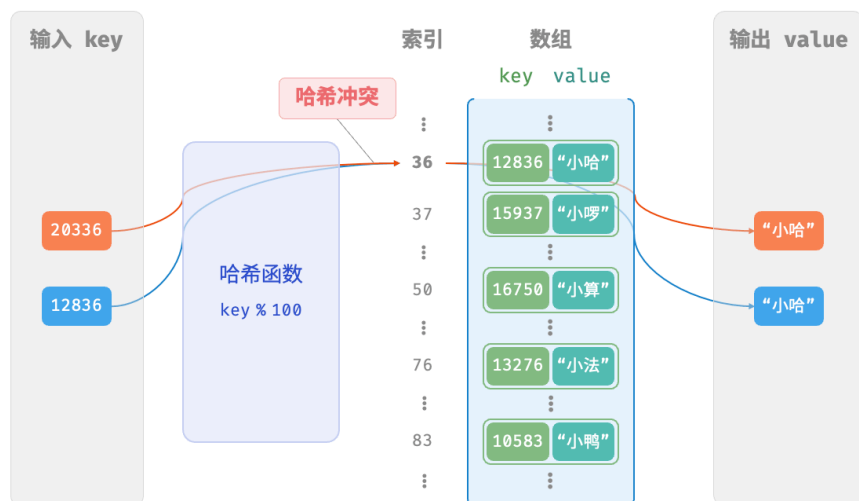 输入 key
索引
数组
输出 value
key value
哈希冲突
36
12836 “小哈”
37
15937 “小啰”
20336
“小哈”
哈希函数
key % 100
50
16750 “小算”
12836
“小哈”
76
13276 “小法”
83
10583 “小鸭”